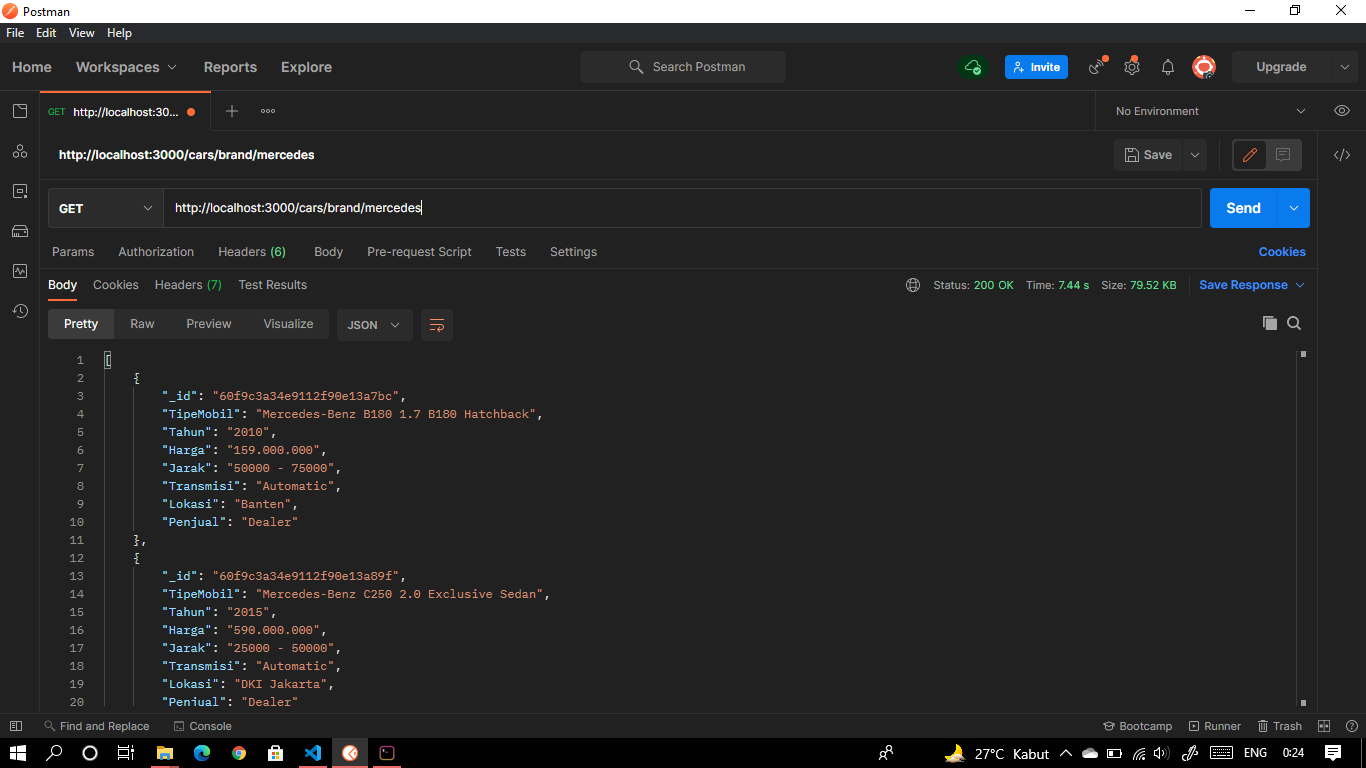 Postman
File Edit View Help
Home Workspaces Reports Explore Search Postman Invite Upgrade
GET http://localhost:30... No Environment
http://localhost:3000/cars/brand/mercedes Save
GET http://localhost:3000/cars/brand/mercedes Send
Params Authorization Headers (6) Body Pre-request Script Tests Settings Cookies
Body Cookies Headers (7) Test Results Status: 200 OK Time: 7.44 s Size: 79.52 KB Save Response
Pretty Raw Preview Visualize JSON
1 [
2 {
3 "_id": "60f9c3a34e9112f90e13a7bc",
4 "TipeMobil": "Mercedes-Benz B180 1.7 B180 Hatchback",
5 "Tahun": "2010",
6 "Harga": "159.000.000",
7 "Jarak": "50000 - 75000",
8 "Transmisi": "Automatic",
9 "Lokasi": "Banten",
10 "Penjual": "Dealer"
11 },
12 {
13 "_id": "60f9c3a34e9112f90e13a89f",
14 "TipeMobil": "Mercedes-Benz C250 2.0 Exclusive Sedan",
15 "Tahun": "2015",
16 "Harga": "590.000.000",
17 "Jarak": "25000 - 50000",
18 "Transmisi": "Automatic",
19 "Lokasi": "DKI Jakarta",
20 "Penjual": "Dealer"
Find and Replace Console Bootcamp Runner Trash
27°C Kabut ENG 0:24